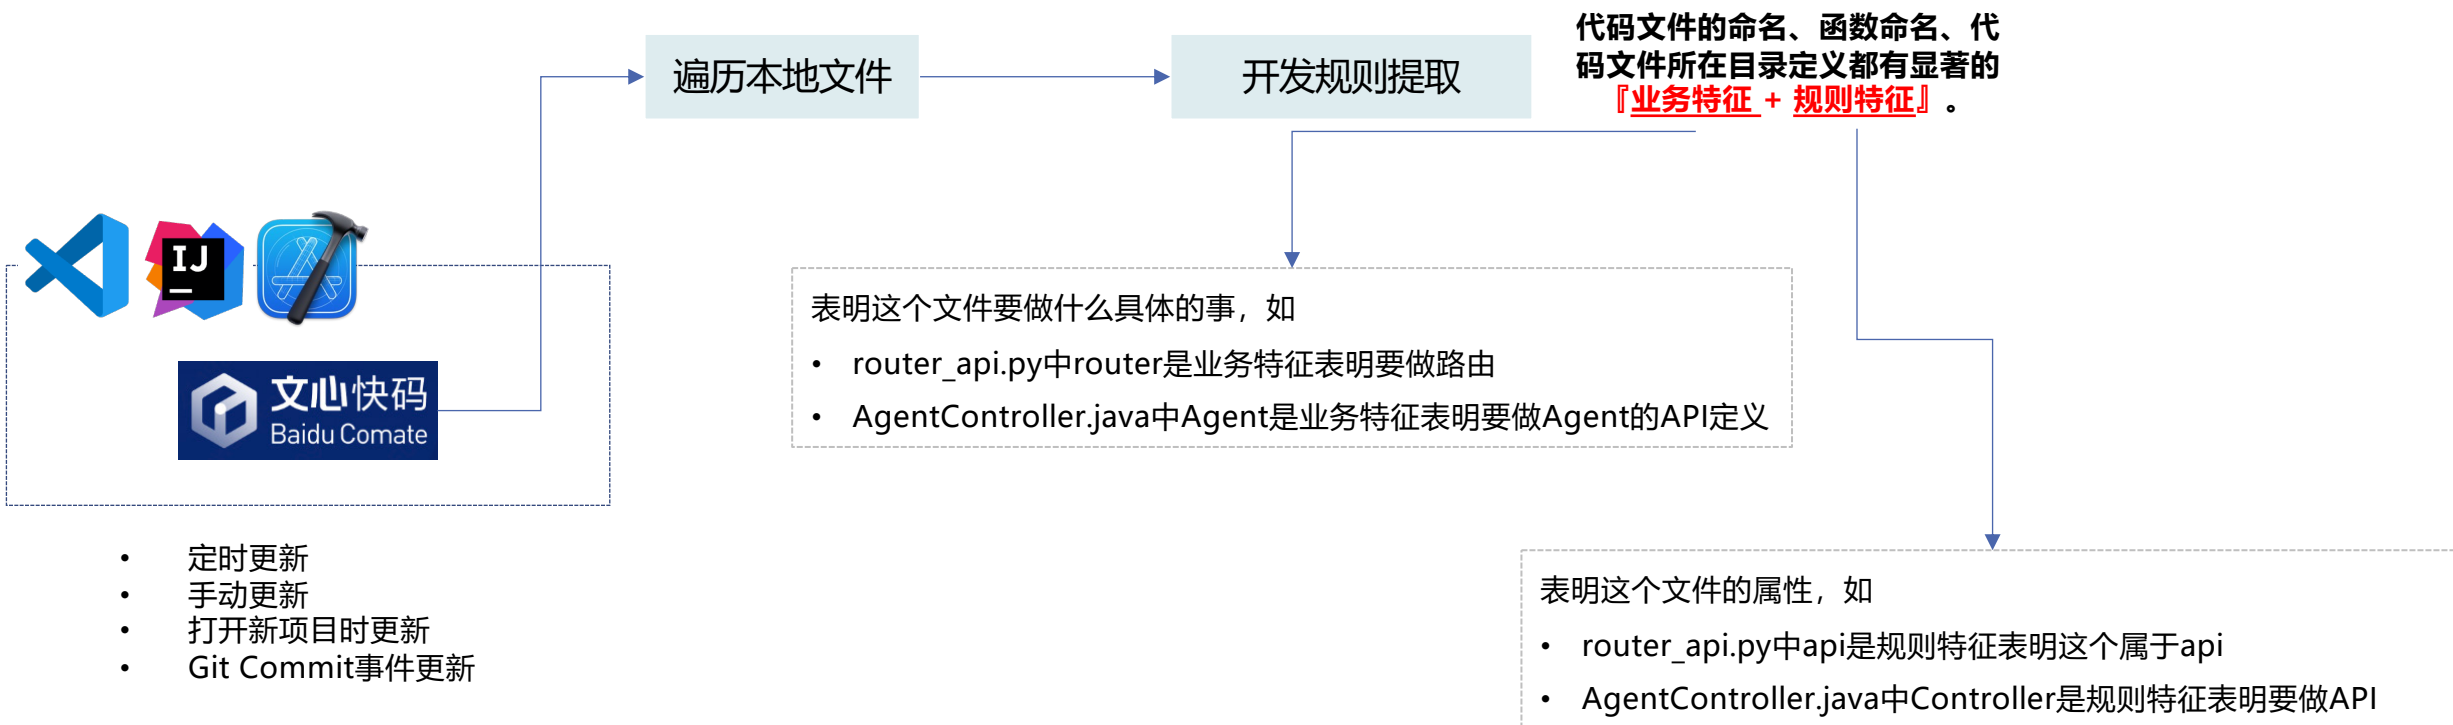 代码文件的命名、函数命名、代
码文件所在目录定义都有显著的
『业务特征 + 规则特征』。
遍历本地文件
开发规则提取
IJ
文心快码
Baidu Comate
表明这个文件要做什么具体的事，如
• router_api.py中router是业务特征表明要做路由
• AgentController.java中Agent是业务特征表明要做Agent的API定义
• 定时更新
• 手动更新
• 打开新项目时更新
• Git Commit事件更新
表明这个文件的属性，如
• router_api.py中api是规则特征表明这个属于api
• AgentController.java中Controller是规则特征表明要做API